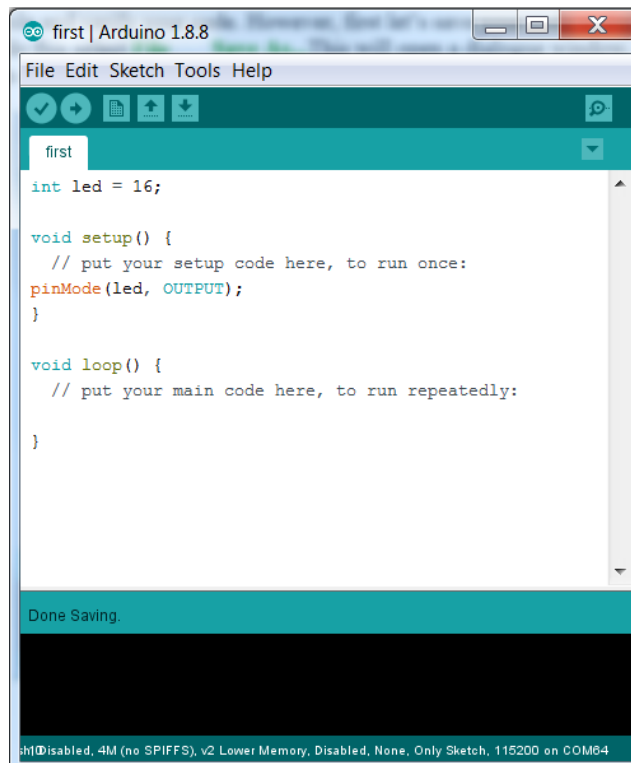 first | Arduino 1.8.8
File Edit Sketch Tools Help
first
int led = 16;
void setup() {
// put your setup code here, to run once:
pinMode(led, OUTPUT);
}
void loop() {
// put your main code here, to run repeatedly:
}
Done Saving.
Disabled, 4M (no SPIFFS), v2 Lower Memory, Disabled, None, Only Sketch, 115200 on COM64